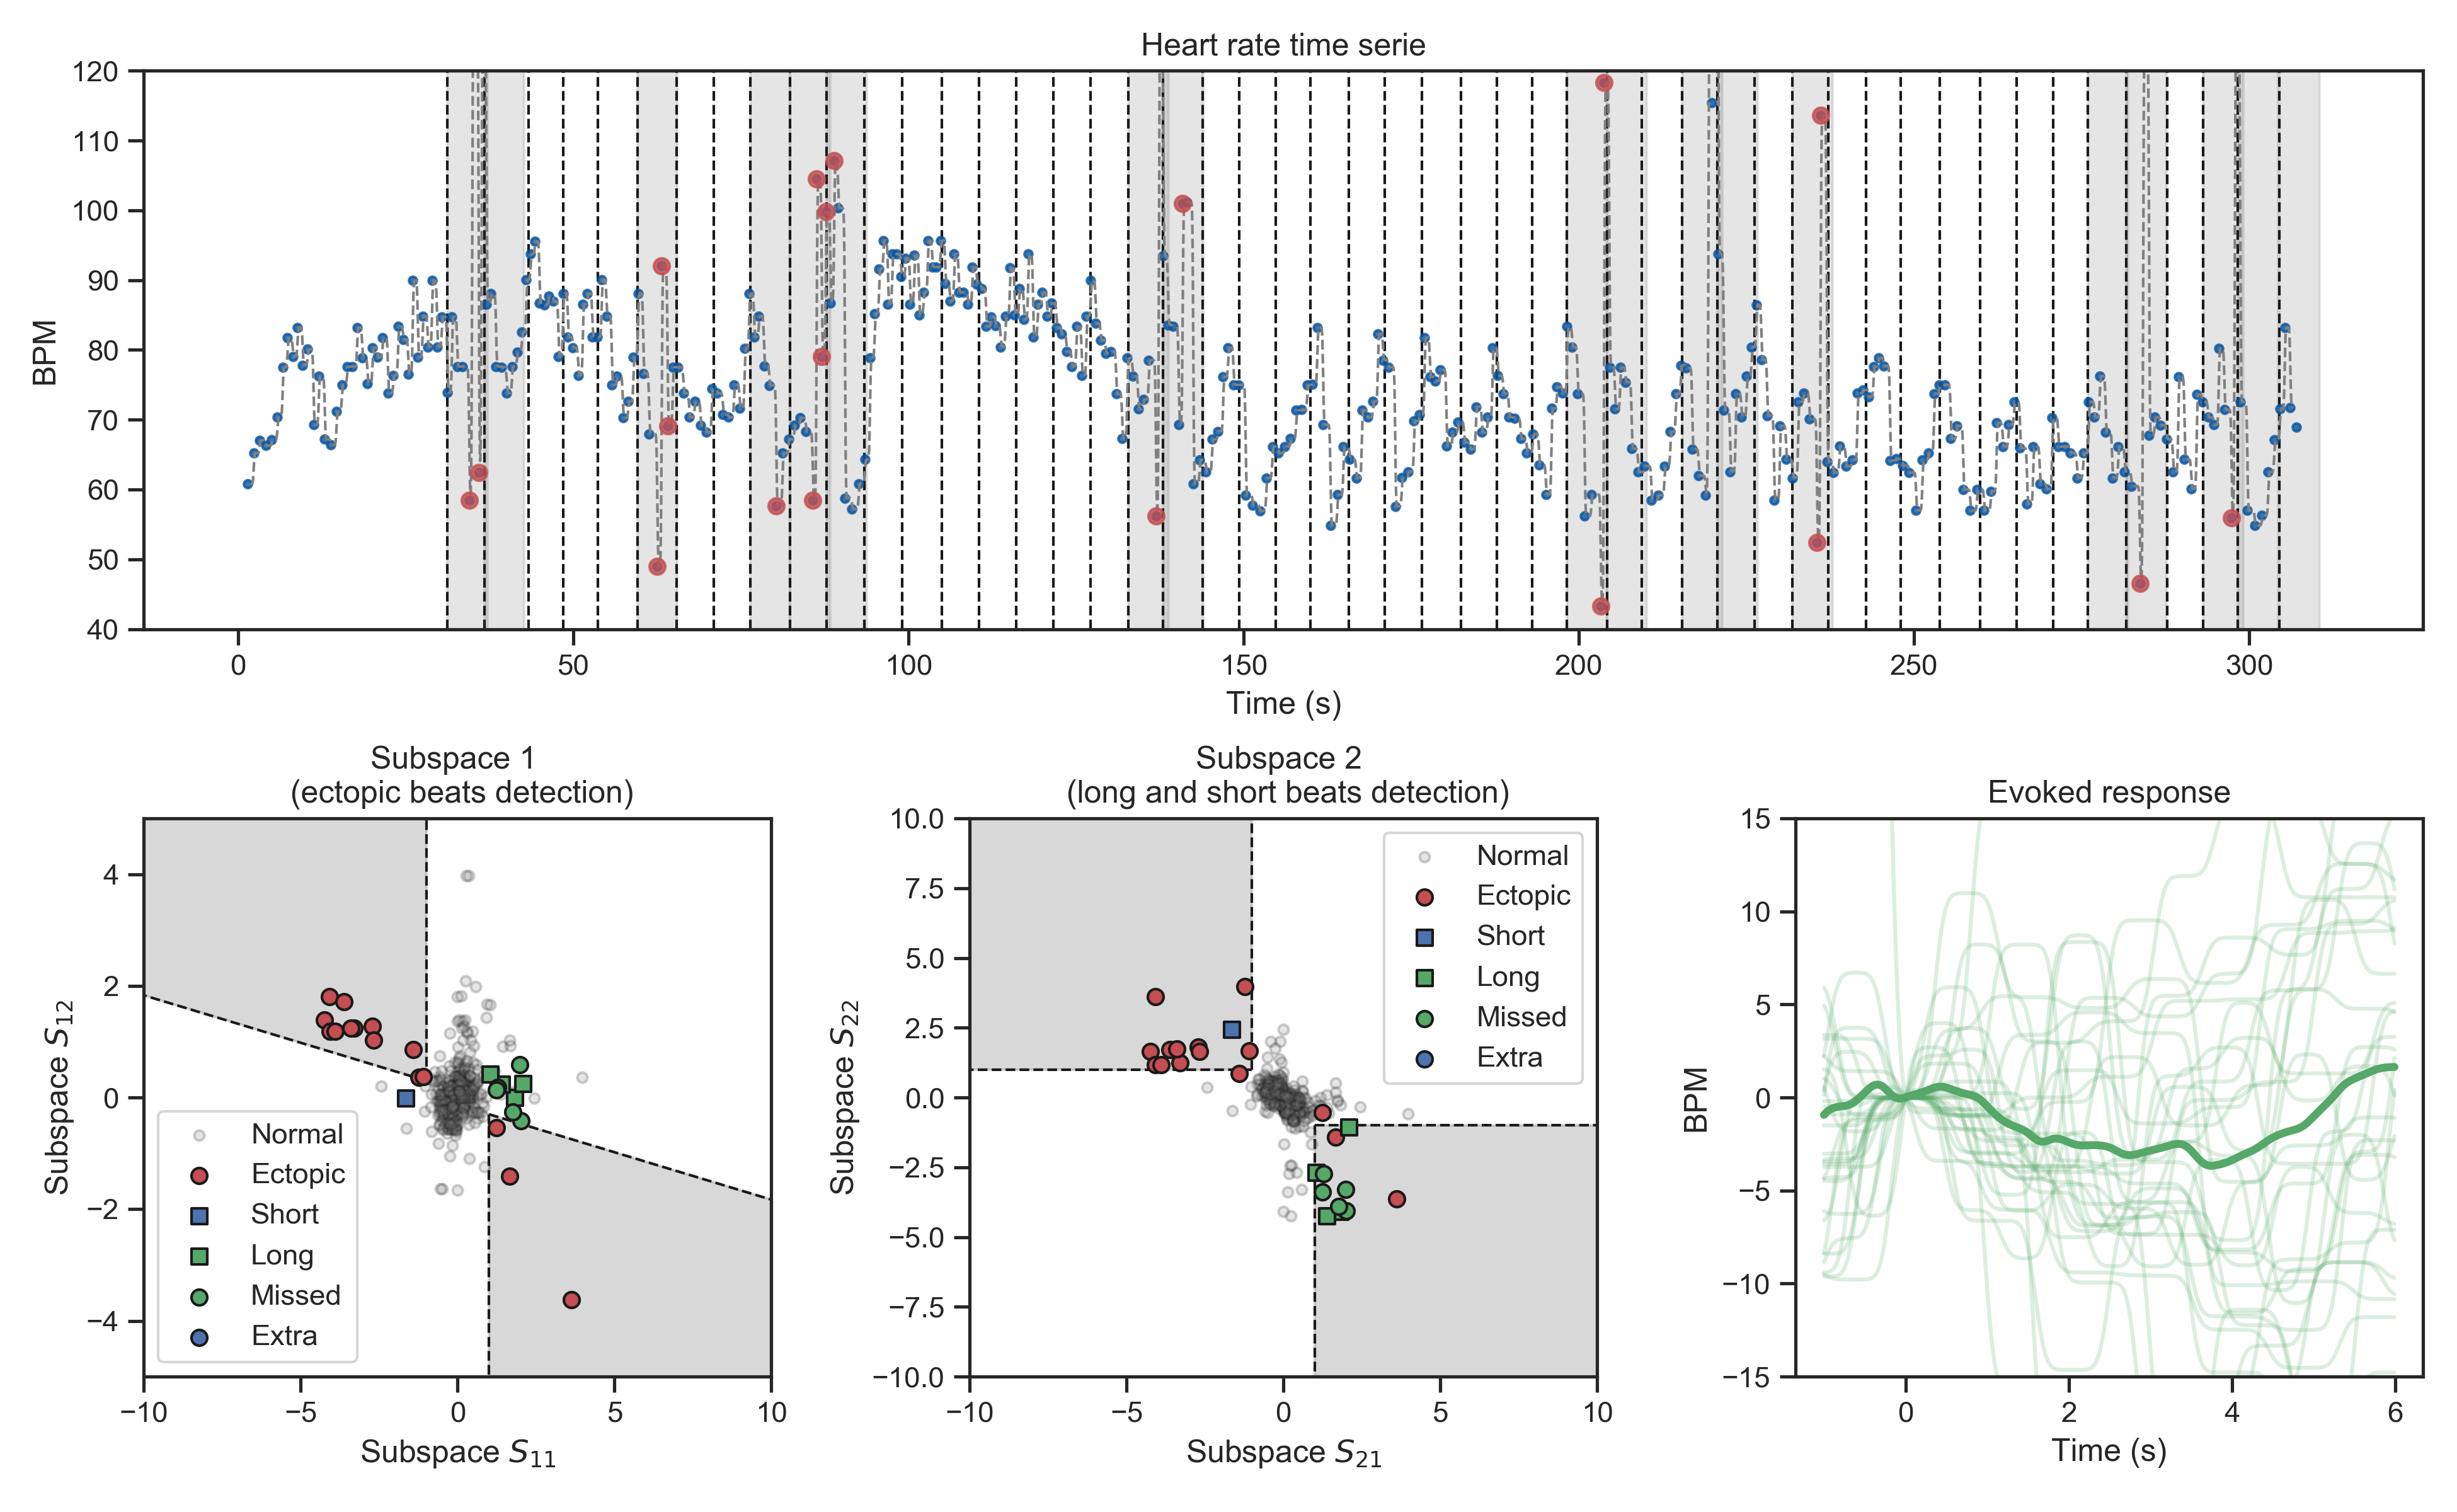 Heart rate time serie
120
110
100
90
80
70
60
50
40
BPM
0 50 100 150 200 250 300
Time (s)
Subspace 1
(ectopic beats detection)
4
2
0
−2
−4
Subspace S12
Normal
Ectopic
Short
Long
Missed
Extra
−10 −5 0 5 10
Subspace S11
Subspace 2
(long and short beats detection)
10.0
7.5
5.0
2.5
0.0
−2.5
−5.0
−7.5
−10.0
Subspace S22
Normal
Ectopic
Short
Long
Missed
Extra
−10 −5 0 5 10
Subspace S21
Evoked response
15
10
5
0
−5
−10
−15
BPM
0 2 4 6
Time (s)